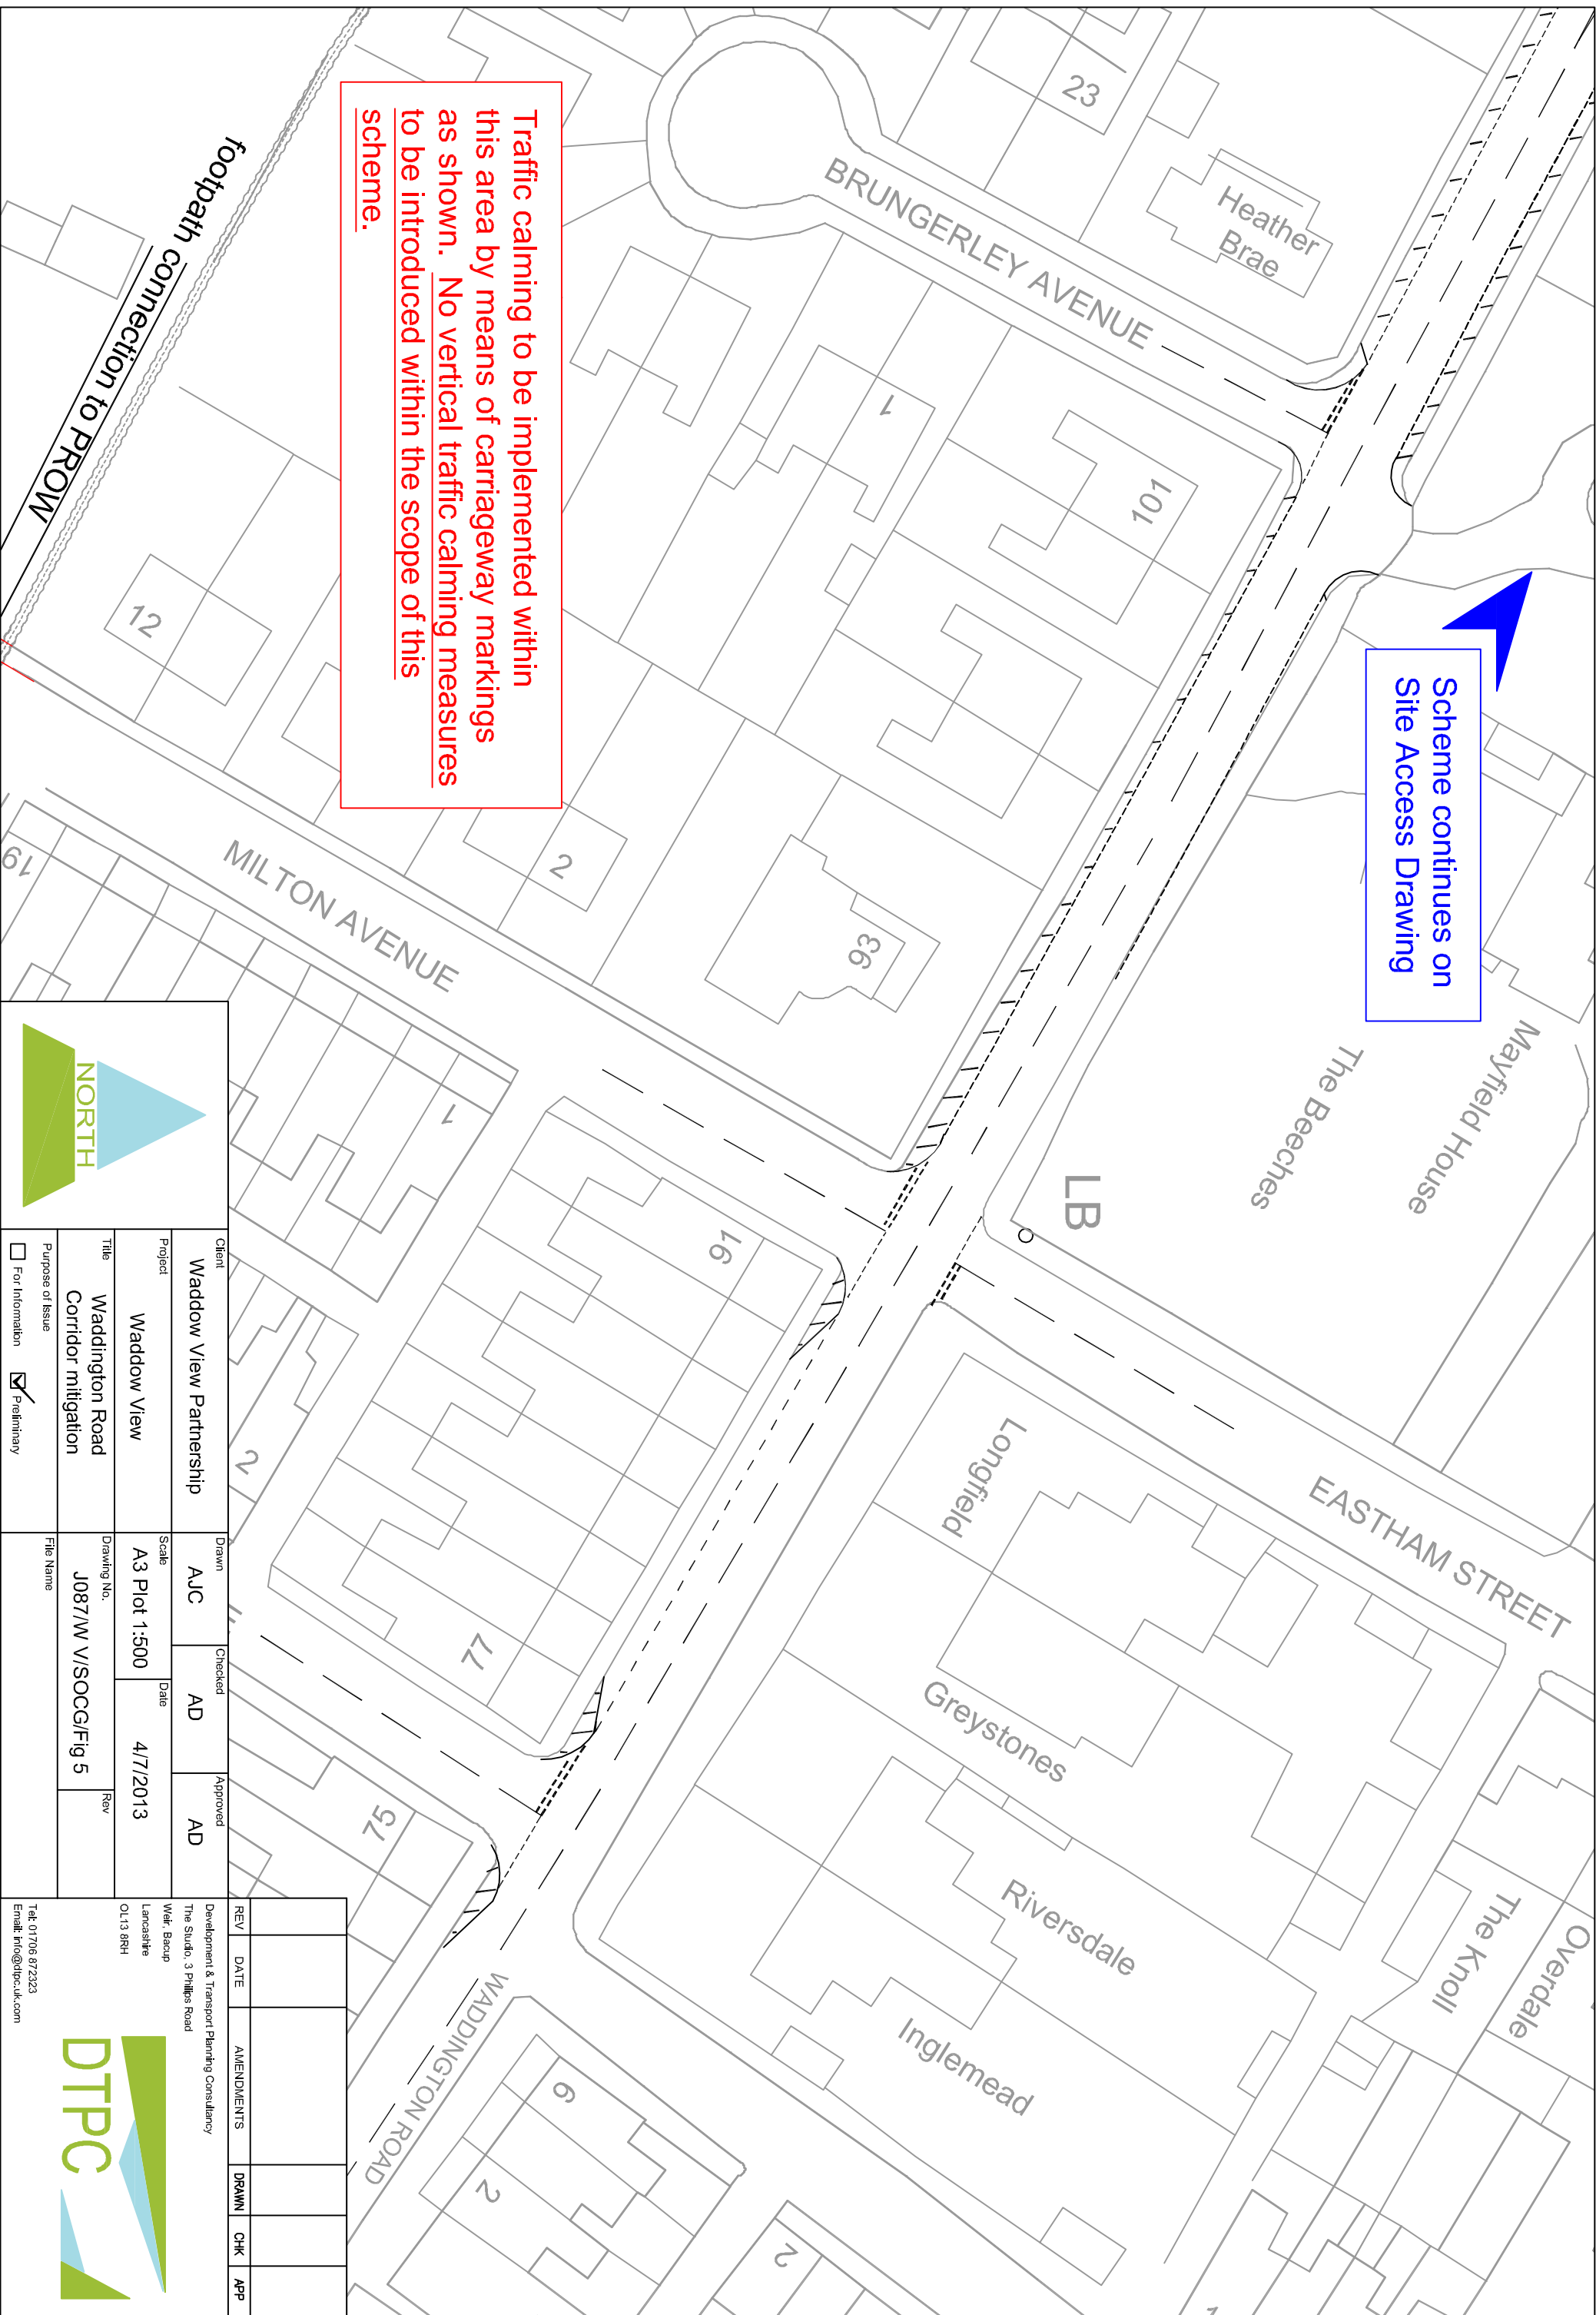 Scheme continues on
Site Access Drawing
Traffic calming to be implemented within
this area by means of carriageway markings
as shown. No vertical traffic calming measures
to be introduced within the scope of this
scheme.
footpath connection to PROW
23
Heather
Brae
BRUNGERLEY AVENUE
1
101
12
2
93
MILTON AVENUE
19
1
91
2
77
75
Mayfield House
The Beeches
LB
EASTHAM STREET
Longfield
Greystones
Riversdale
Inglemead
The Knoll
Overdale
WADDINGTON ROAD
6
2
2
NORTH
Client
Waddow View Partnership
Project
Waddow View
Title
Waddington Road
Corridor mitigation
Purpose of Issue
For Information
Preliminary
Drawn
AJC
Checked
AD
Approved
AD
Scale
A3 Plot 1:500
Date
4/7/2013
Drawing No.
J087/W V/SOCG/Fig 5
Rev
File Name
REV
DATE
AMENDMENTS
DRAWN
CHK
APP
Development & Transport Planning Consultancy
The Studio, 3 Phillips Road
Weir, Bacup
Lancashire
OL13 8RH
Tel: 01706 872323
Email: info@dtpc.uk.com
DTPC